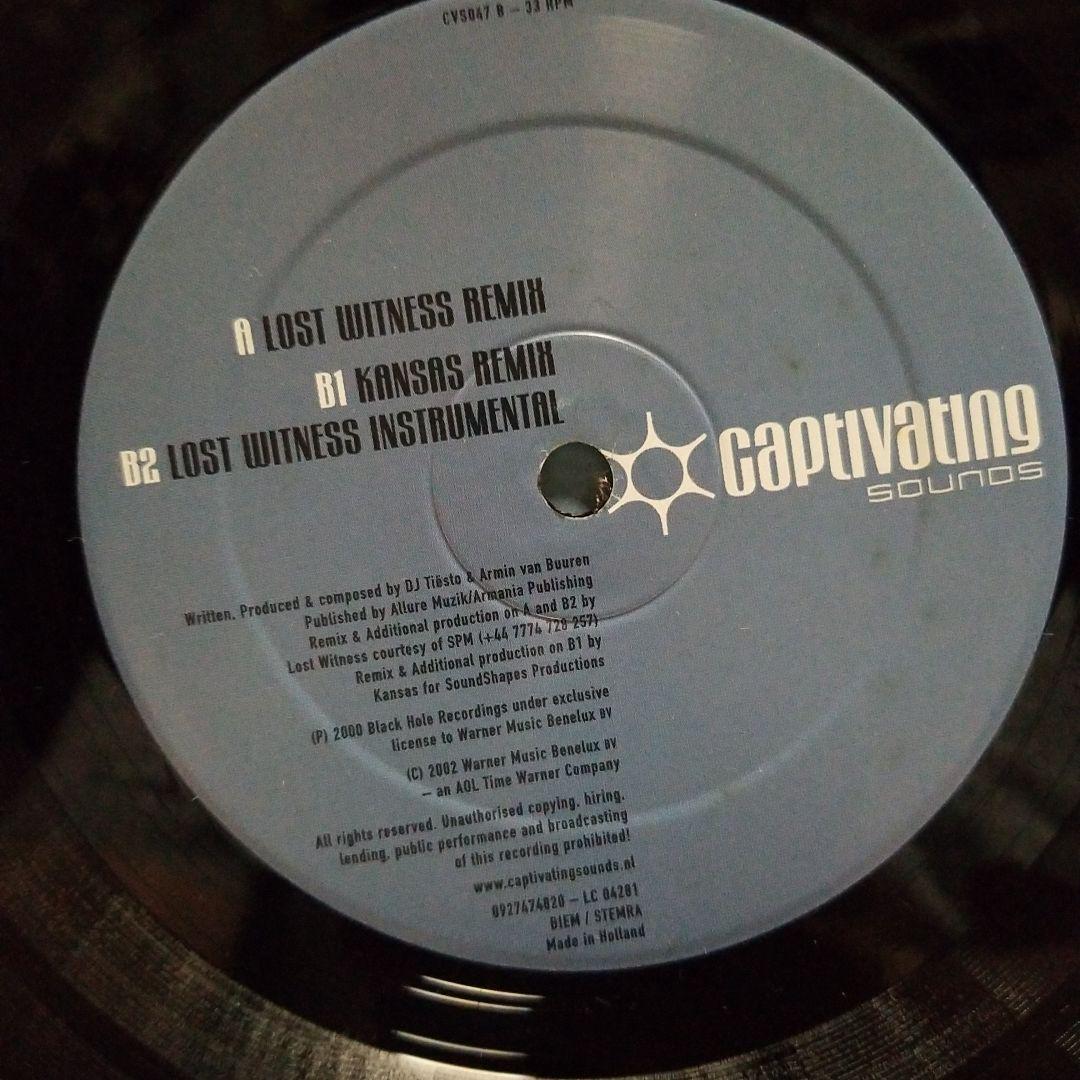 CVS047 B – 33 RPM
A LOST WITNESS REMIX
B1 KANSAS REMIX
B2 LOST WITNESS INSTRUMENTAL
captivating
sounds
Written, Produced & composed by DJ Tiësto & Armin van Buuren
Published by Allure Muzik/Armania Publishing
Remix & Additional production on A and B2 by
Lost Witness courtesy of SPM (+44 7774 728 257)
Remix & Additional production on B1 by
Kansas for SoundShapes Productions
(P) 2000 Black Hole Recordings under exclusive
license to Warner Music Benelux BV
(C) 2002 Warner Music Benelux BV
– an AOL Time Warner Company
All rights reserved. Unauthorised copying, hiring,
lending, public performance and broadcasting
of this recording prohibited!
www.captivatingsounds.nl
0927474820 – LC 04281
BIEM / STEMRA
Made in Holland